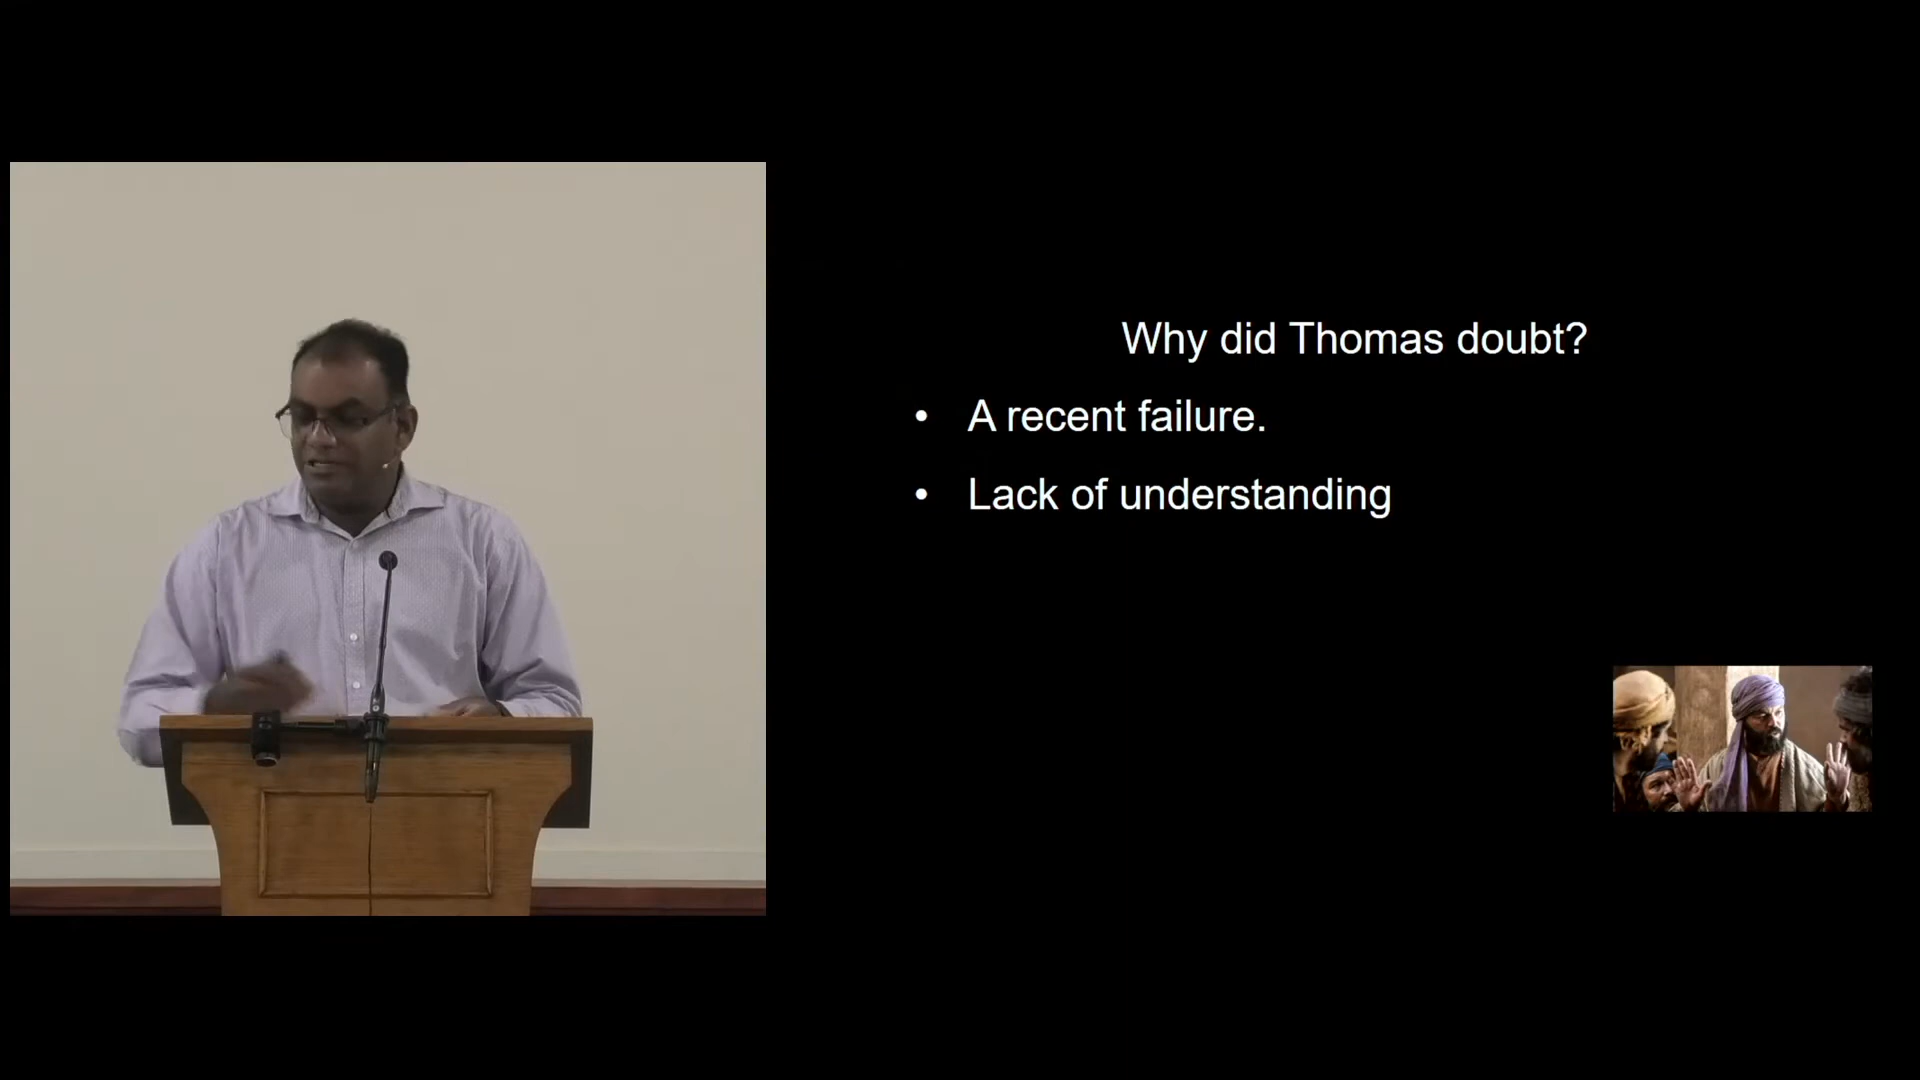 Why did Thomas doubt?
• A recent failure.
• Lack of understanding